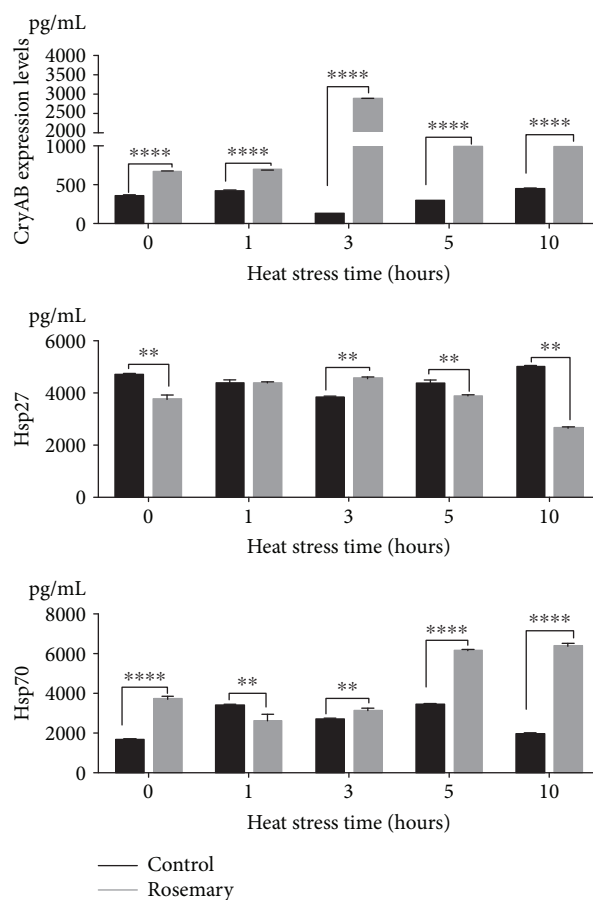 pg/mL
CryAB expression levels
4000
3500
3000
2500
2000
1000
500
0
**** **** **** **** ****
0 1 3 5 10
Heat stress time (hours)
pg/mL
Hsp27
6000
4000
2000
0
** ** ** **
0 1 3 5 10
Heat stress time (hours)
pg/mL
Hsp70
8000
6000
4000
2000
0
**** ** ** **** ****
0 1 3 5 10
Heat stress time (hours)
Control
Rosemary